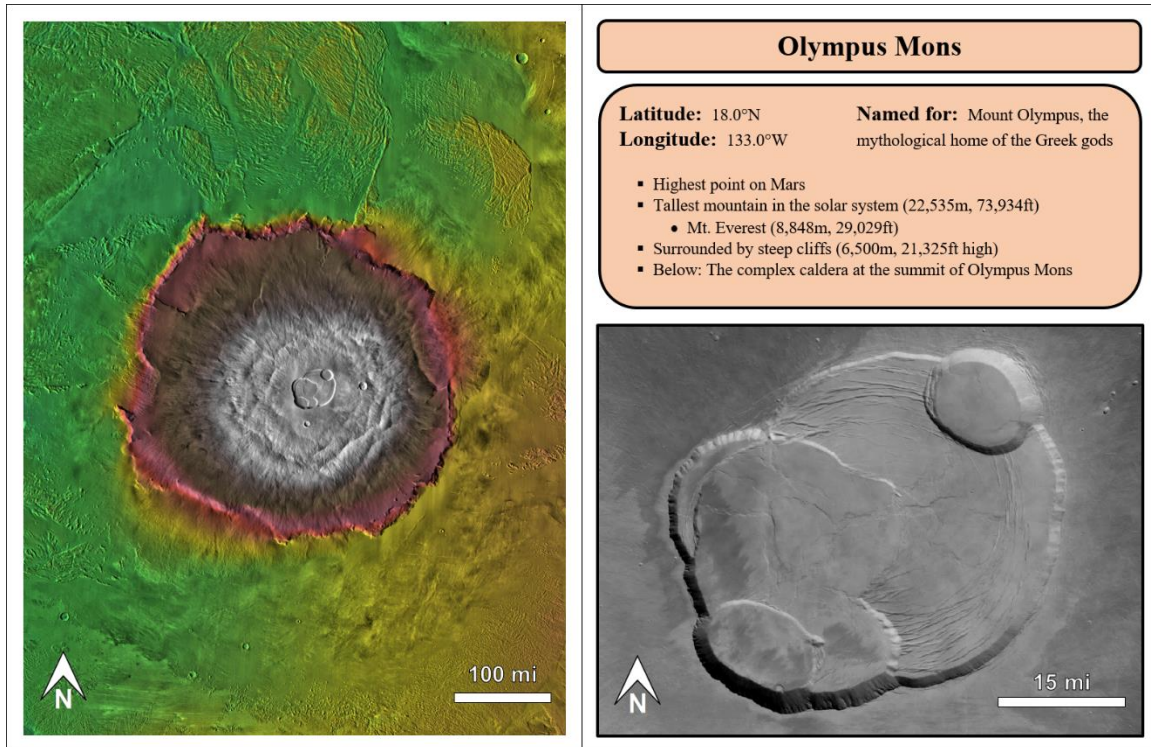 N
100 mi
Olympus Mons
Latitude: 18.0°N
Longitude: 133.0°W
Named for: Mount Olympus, the
mythological home of the Greek gods
▪ Highest point on Mars
▪ Tallest mountain in the solar system (22,535m, 73,934ft)
• Mt. Everest (8,848m, 29,029ft)
▪ Surrounded by steep cliffs (6,500m, 21,325ft high)
▪ Below: The complex caldera at the summit of Olympus Mons
N
15 mi